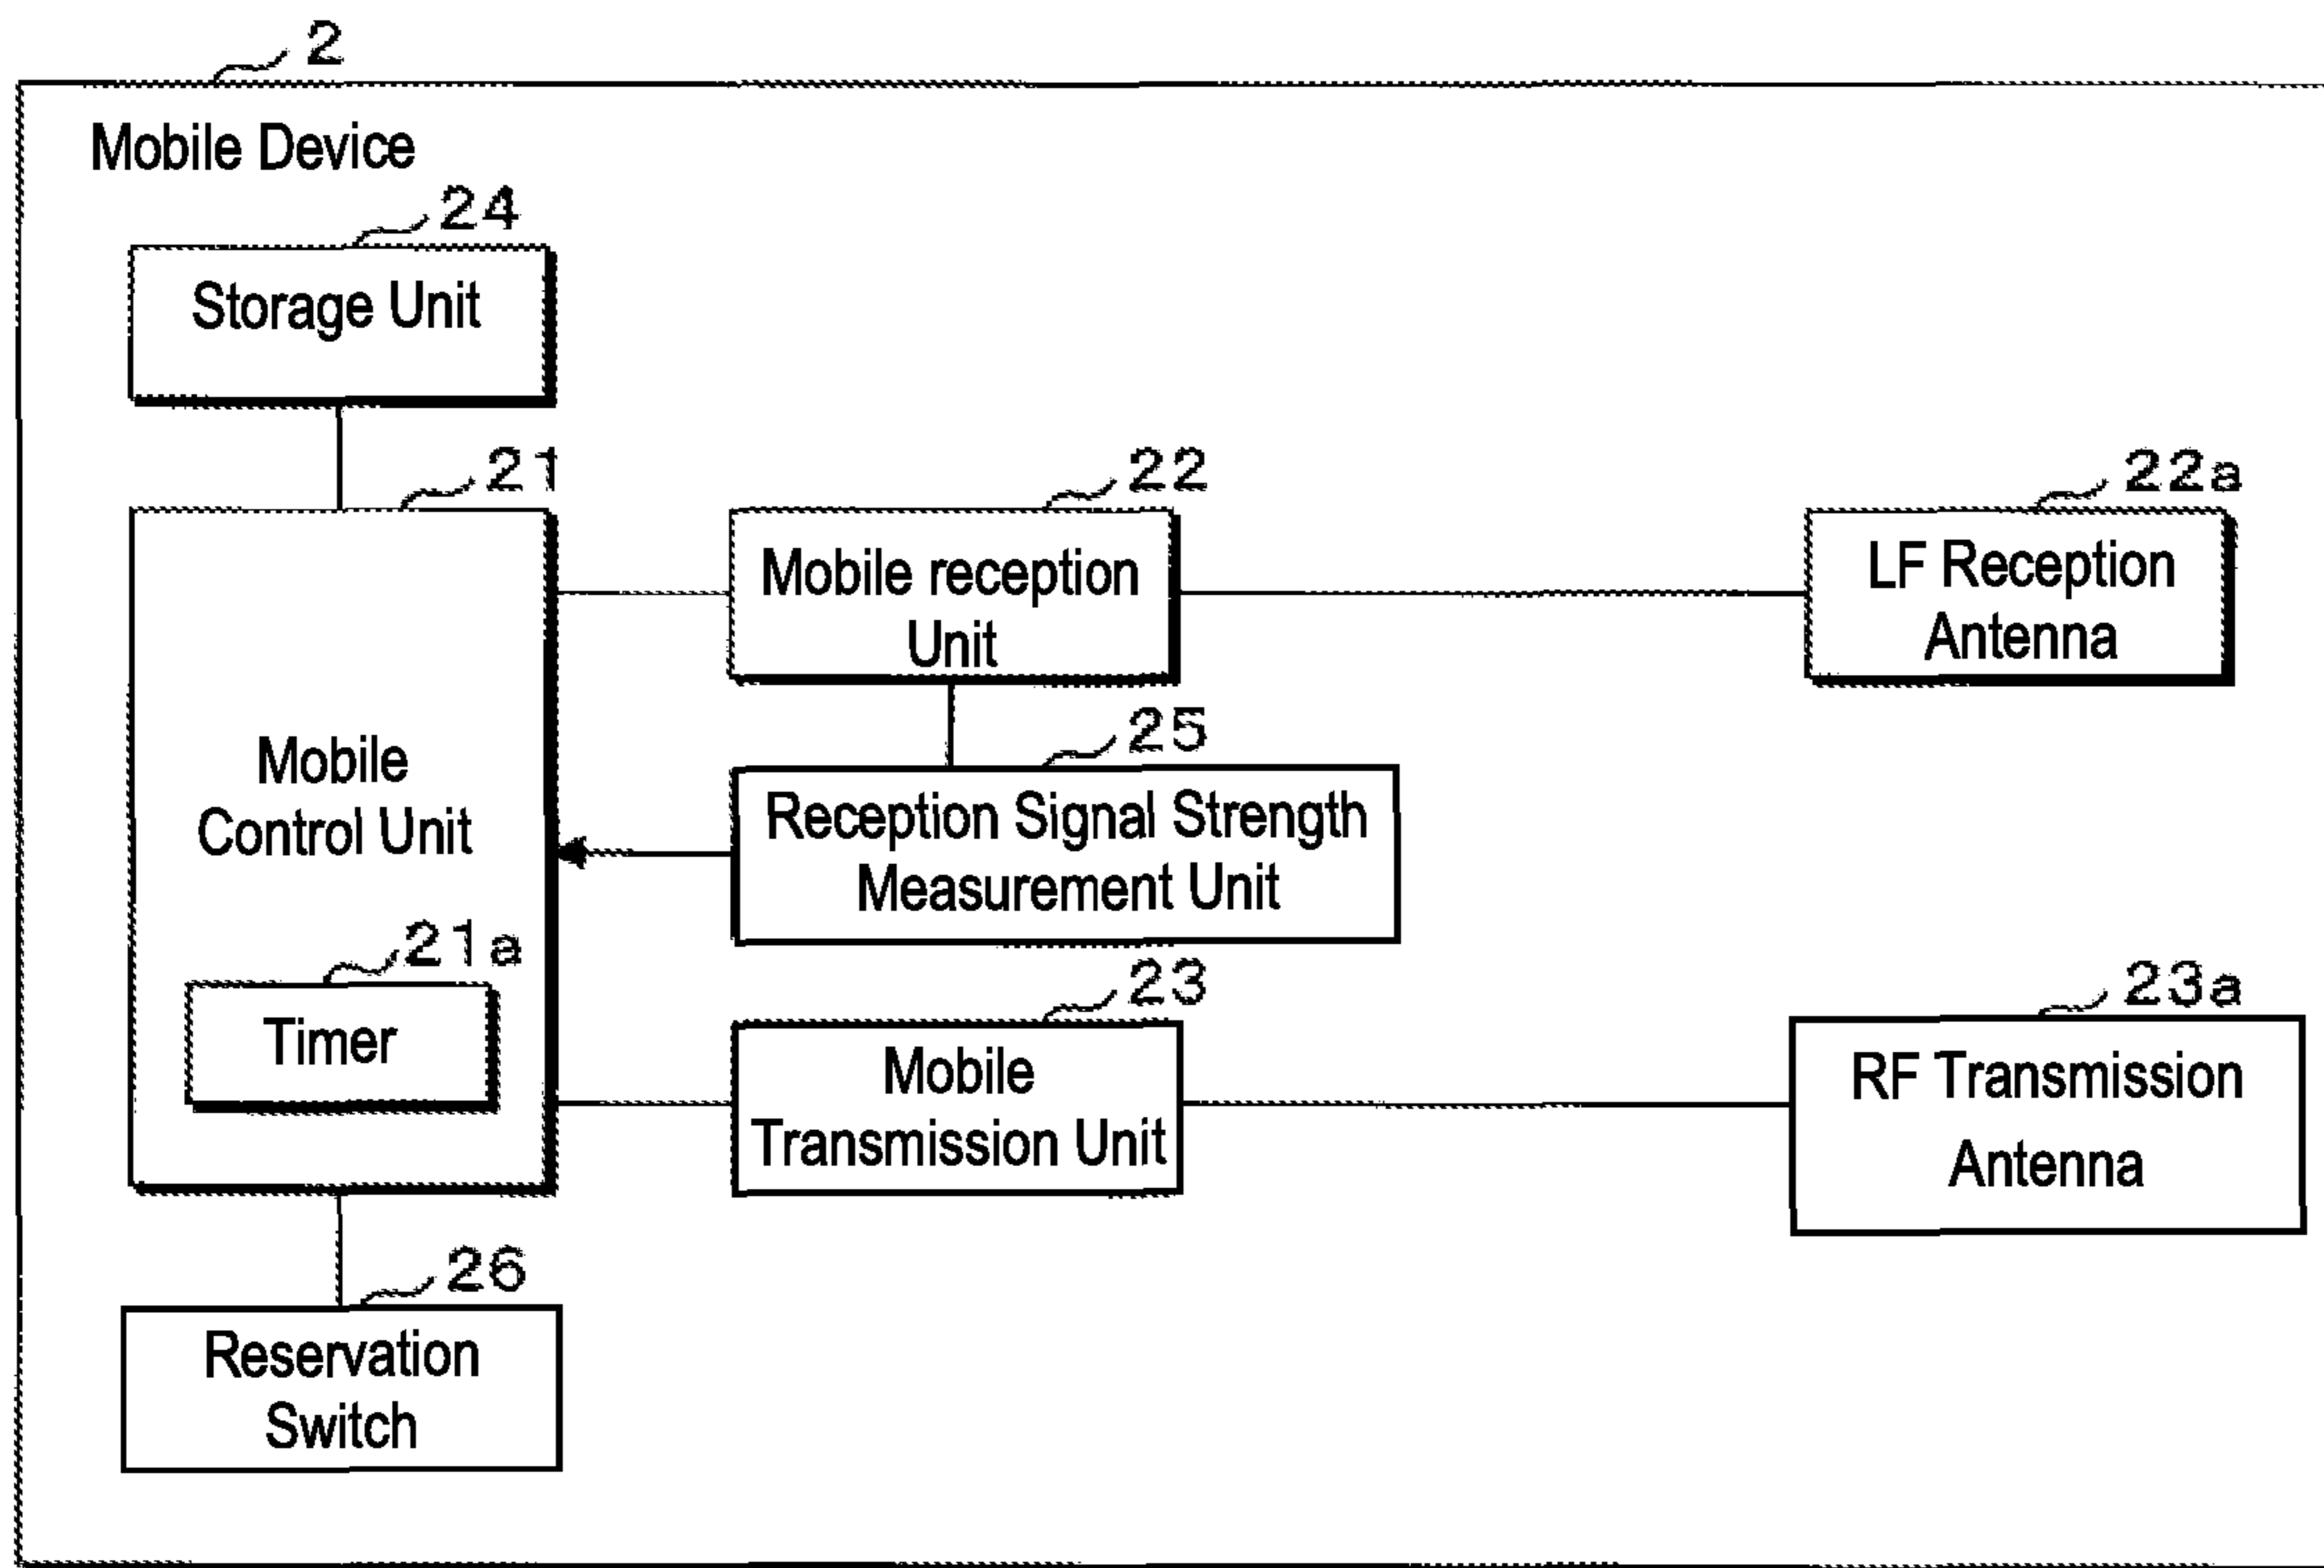 2
Mobile Device
24
Storage Unit
21
22
22a
Mobile reception
Unit
LF Reception
Antenna
25
Mobile
Control Unit
Reception Signal Strength
Measurement Unit
21a
Timer
23
23a
Mobile
Transmission Unit
RF Transmission
Antenna
26
Reservation
Switch